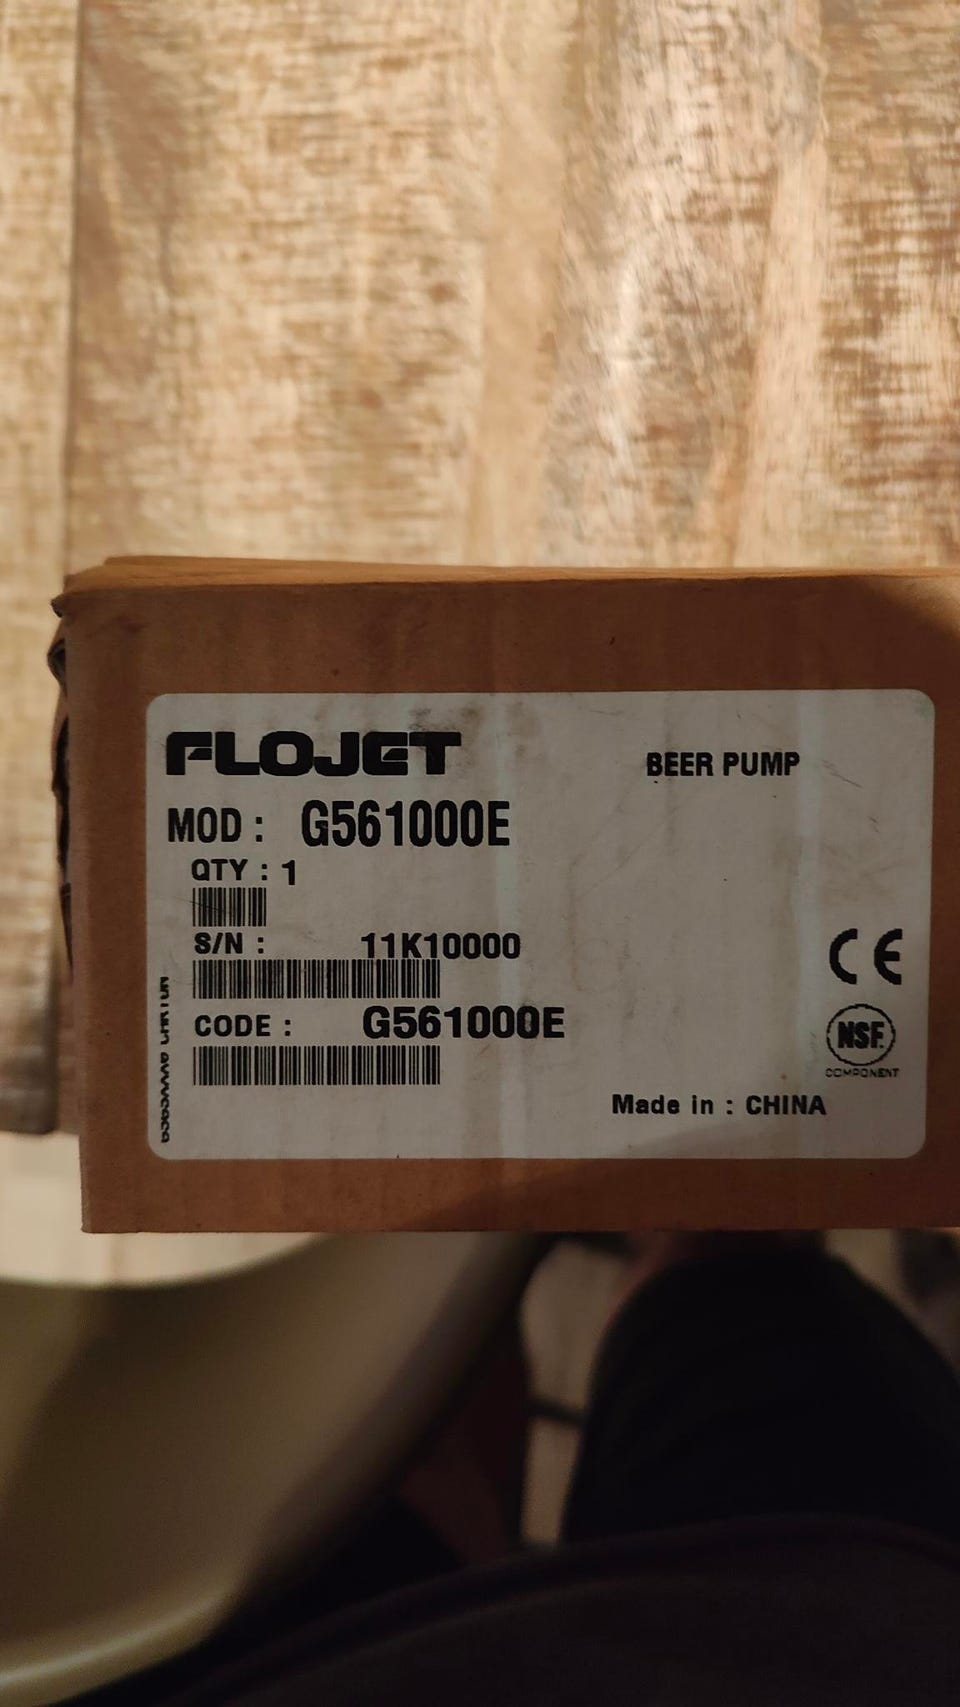 FLOJET
BEER PUMP
MOD : G561000E
QTY : 1
S/N : 11K10000
CODE : G561000E
CE
NSF.
COMPONENT
Made in : CHINA